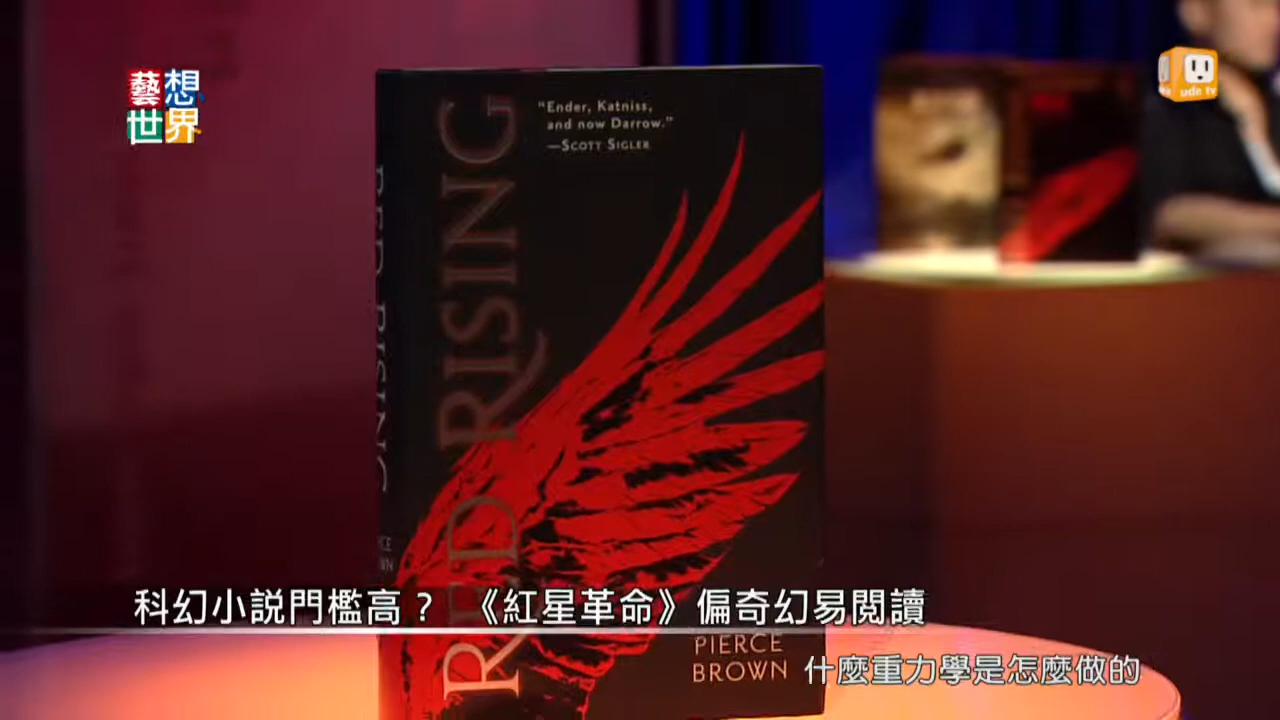 藝想
世界
udn tv
"Ender, Katniss,
and now Darrow."
—SCOTT SIGLER
RED RISING
RED RISING
科幻小説門檻高？ 《紅星革命》偏奇幻易閱讀
PIERCE
BROWN
什麼重力學是怎麼做的